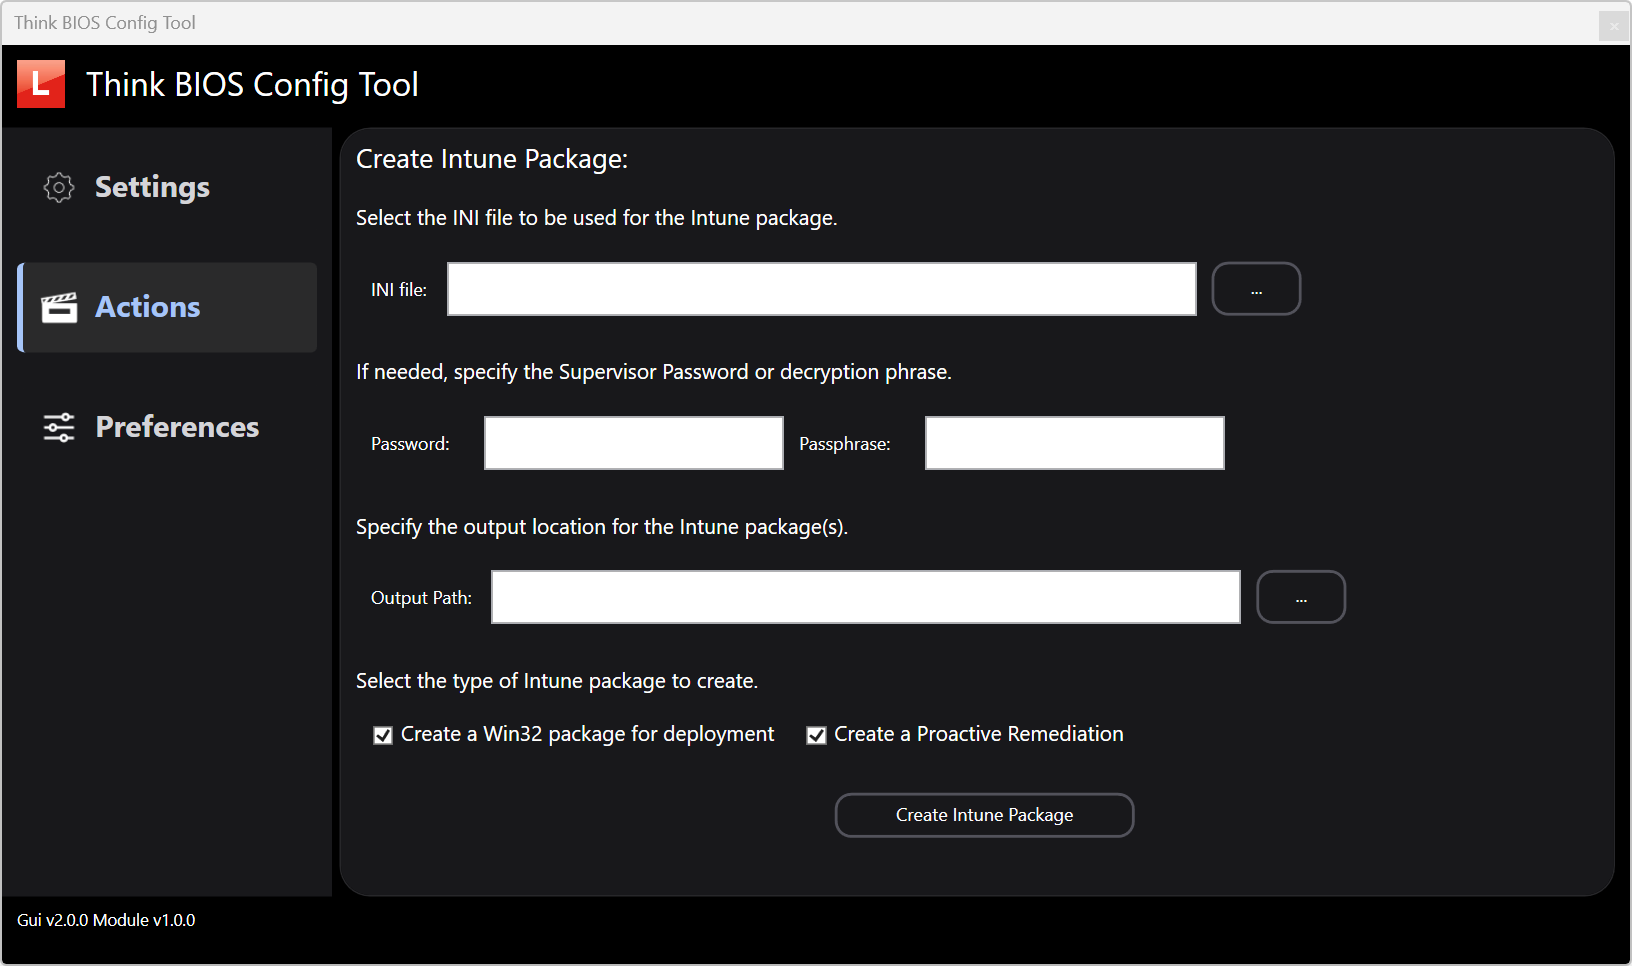 Think BIOS Config Tool
×
L Think BIOS Config Tool
Settings
Actions
Preferences
Create Intune Package:
Select the INI file to be used for the Intune package.
INI file: ...
If needed, specify the Supervisor Password or decryption phrase.
Password: Passphrase:
Specify the output location for the Intune package(s).
Output Path: ...
Select the type of Intune package to create.
Create a Win32 package for deployment Create a Proactive Remediation
Create Intune Package
Gui v2.0.0 Module v1.0.0